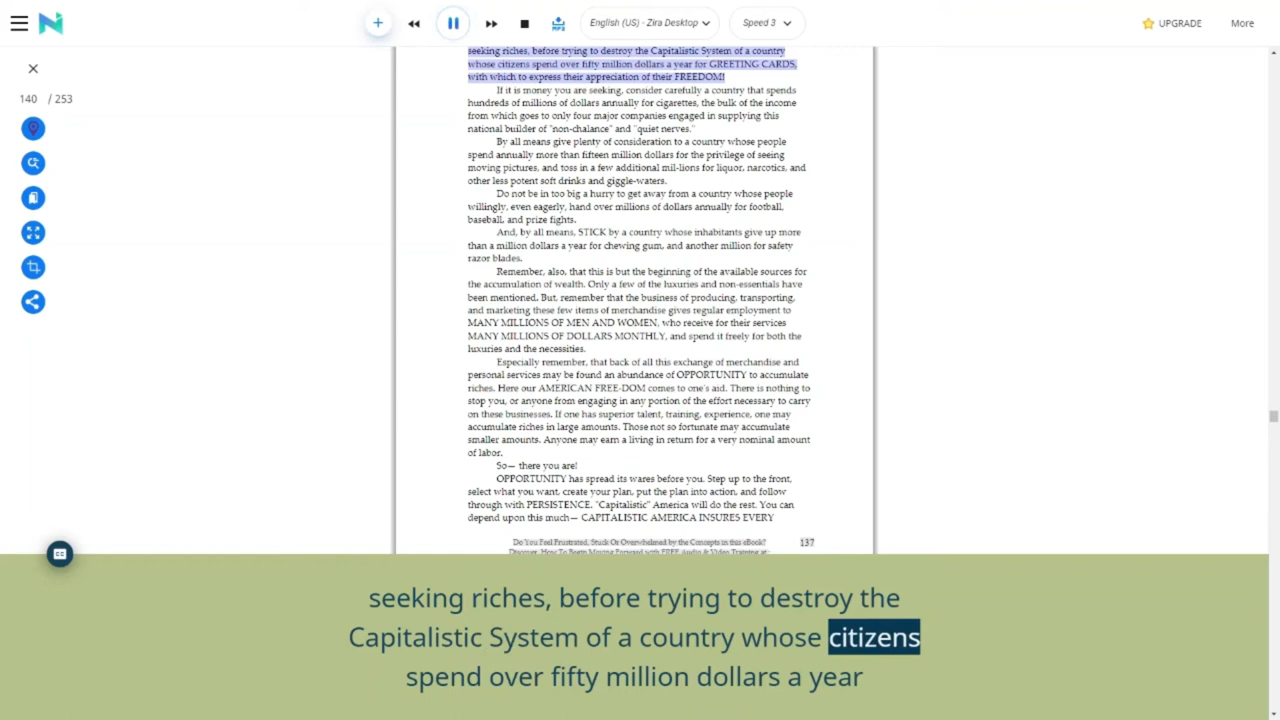 MP3
English (US) - Zira Desktop
Speed 3
UPGRADE
More
140 / 253
seeking riches, before trying to destroy the Capitalistic System of a country
whose citizens spend over fifty million dollars a year for GREETING CARDS,
with which to express their appreciation of their FREEDOM!
If it is money you are seeking, consider carefully a country that spends
hundreds of millions of dollars annually for cigarettes, the bulk of the income
from which goes to only four major companies engaged in supplying this
national builder of "non-chalance" and "quiet nerves."
By all means give plenty of consideration to a country whose people
spend annually more than fifteen million dollars for the privilege of seeing
moving pictures, and toss in a few additional mil-lions for liquor, narcotics, and
other less potent soft drinks and giggle-waters.
Do not be in too big a hurry to get away from a country whose people
willingly, even eagerly, hand over millions of dollars annually for football,
baseball, and prize fights.
And, by all means, STICK by a country whose inhabitants give up more
than a million dollars a year for chewing gum, and another million for safety
razor blades.
Remember, also, that this is but the beginning of the available sources for
the accumulation of wealth. Only a few of the luxuries and non-essentials have
been mentioned. But, remember that the business of producing, transporting,
and marketing these few items of merchandise gives regular employment to
MANY MILLIONS OF MEN AND WOMEN, who receive for their services
MANY MILLIONS OF DOLLARS MONTHLY, and spend it freely for both the
luxuries and the necessities.
Especially remember, that back of all this exchange of merchandise and
personal services may be found an abundance of OPPORTUNITY to accumulate
riches. Here our AMERICAN FREE-DOM comes to one's aid. There is nothing to
stop you, or anyone from engaging in any portion of the effort necessary to carry
on these businesses. If one has superior talent, training, experience, one may
accumulate riches in large amounts. Those not so fortunate may accumulate
smaller amounts. Anyone may earn a living in return for a very nominal amount
of labor.
So— there you are!
OPPORTUNITY has spread its wares before you. Step up to the front,
select what you want, create your plan, put the plan into action, and follow
through with PERSISTENCE. "Capitalistic" America will do the rest. You can
depend upon this much— CAPITALISTIC AMERICA INSURES EVERY
Do You Feel Frustrated, Stuck Or Overwhelmed by the Concepts in this eBook? 137
Discover How To Begin Moving Forward with FREE Audio & Video Training at:
CC
seeking riches, before trying to destroy the
Capitalistic System of a country whose citizens
spend over fifty million dollars a year